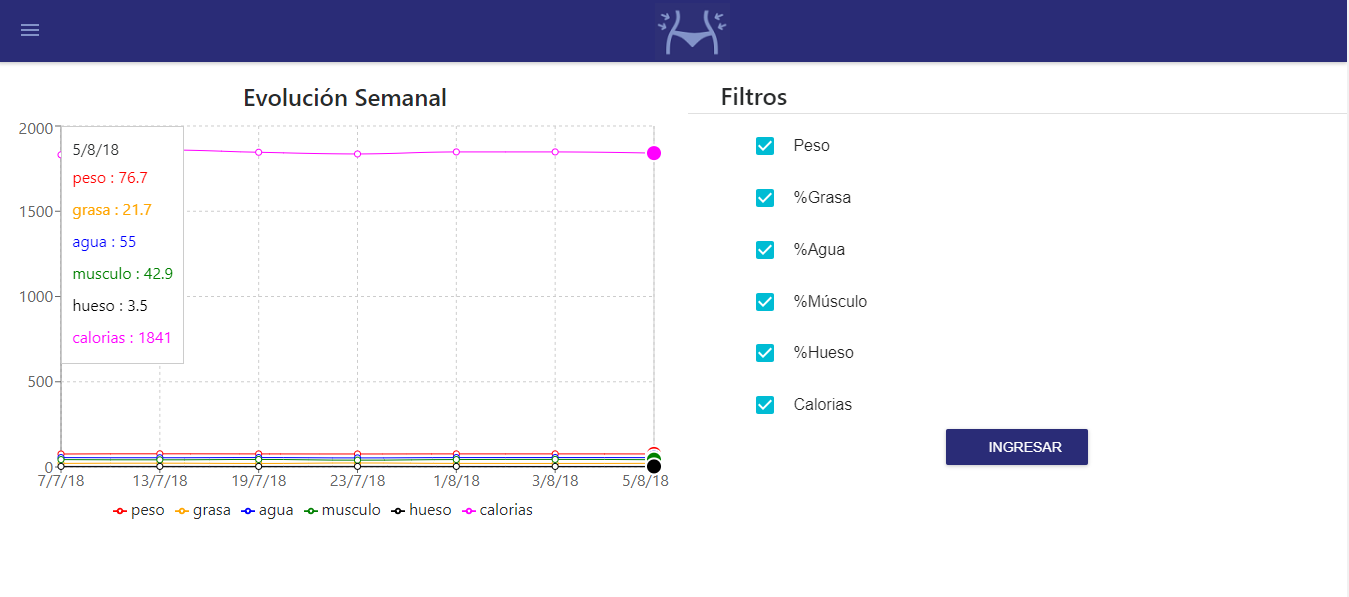 Evolución Semanal
2000
1500
1000
500
0
5/8/18
peso : 76.7
grasa : 21.7
agua : 55
musculo : 42.9
hueso : 3.5
calorias : 1841
7/7/18 13/7/18 19/7/18 23/7/18 1/8/18 3/8/18 5/8/18
peso grasa agua musculo hueso calorias
Filtros
Peso
%Grasa
%Agua
%Músculo
%Hueso
Calorias
INGRESAR